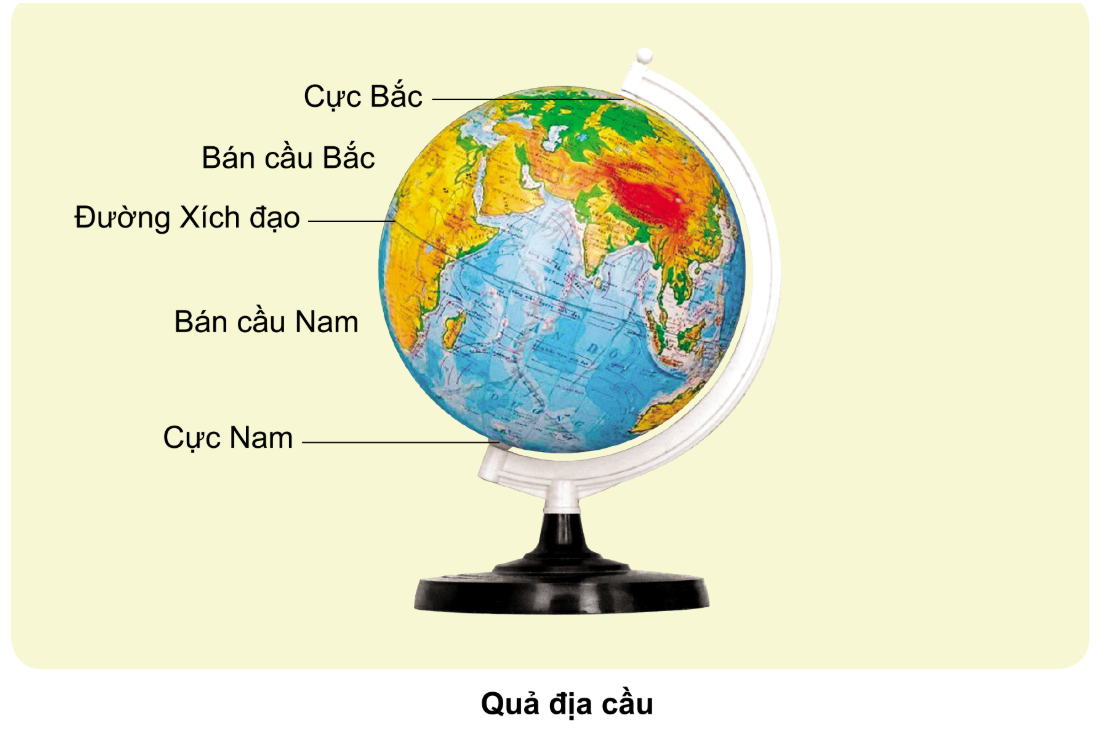 Cực Bắc
Bán cầu Bắc
Đường Xích đạo
Bán cầu Nam
Cực Nam
Quả địa cầu